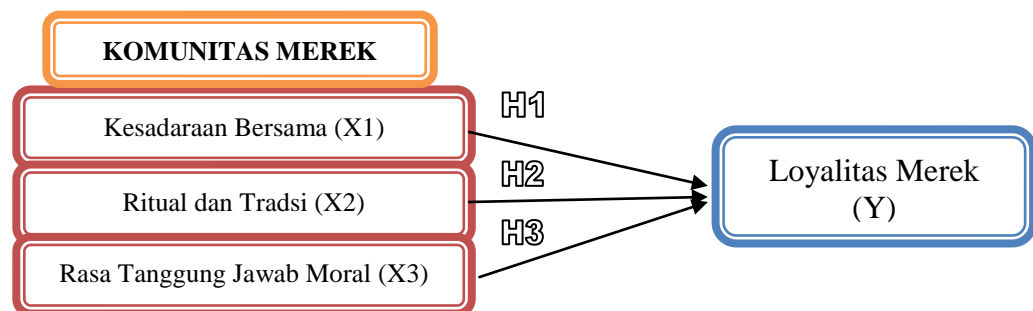 KOMUNITAS MEREK
Kesadaraan Bersama (X1)
H1
Ritual dan Tradsi (X2)
H2
Rasa Tanggung Jawab Moral (X3)
H3
Loyalitas Merek
(Y)